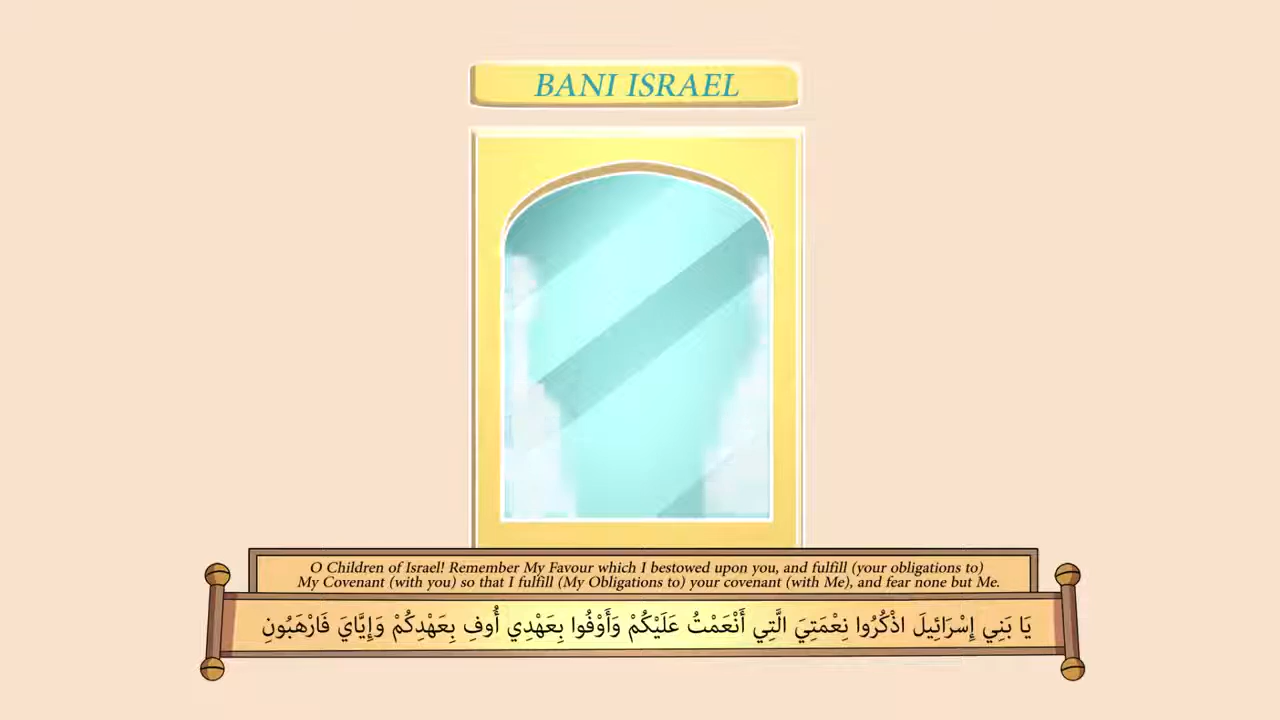 BANI ISRAEL
O Children of Israel! Remember My Favour which I bestowed upon you, and fulfill (your obligations to)
My Covenant (with you) so that I fulfill (My Obligations to) your covenant (with Me), and fear none but Me.
يَا بَنِي إِسْرَائِيلَ اذْكُرُوا نِعْمَتِيَ الَّتِي أَنْعَمْتُ عَلَيْكُمْ وَأَوْفُوا بِعَهْدِي أُوفِ بِعَهْدِكُمْ وَإِيَّايَ فَارْهَبُونِ